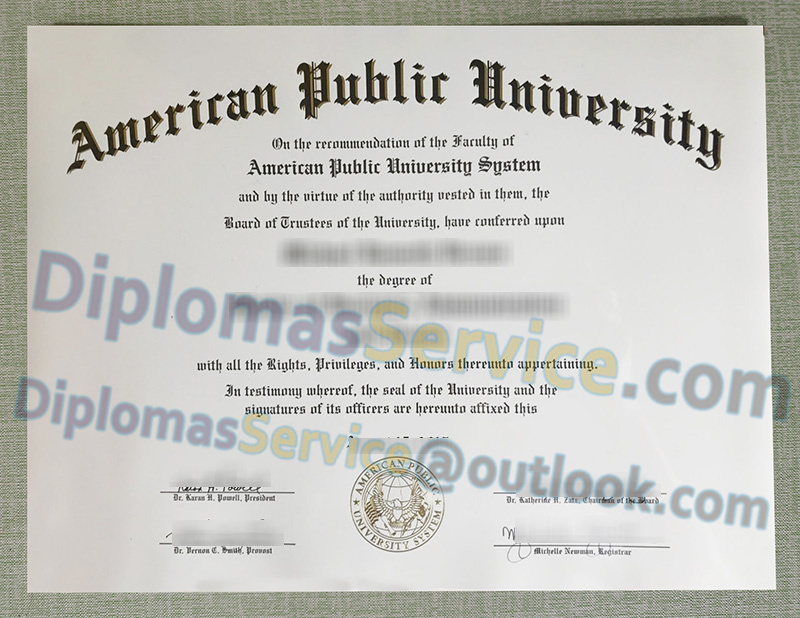 American Public University
On the recommendation of the Faculty of
American Public University System
and by the virtue of the authority vested in them, the
Board of Trustees of the University, have conferred upon
the degree of
DiplomasService.com
with all the Rights, Privileges, and Honors thereunto appertaining.
In testimony whereof, the seal of the University and the
signatures of its officers are hereunto affixed this
DiplomasService@outlook.com
AMERICAN PUBLIC UNIVERSITY SYSTEM
Dr. Karan H. Powell, President
Dr. Katherine H. Zatz, Chairman of the Board
Dr. Vernon C. Smith, Provost
Michelle Newman, Registrar